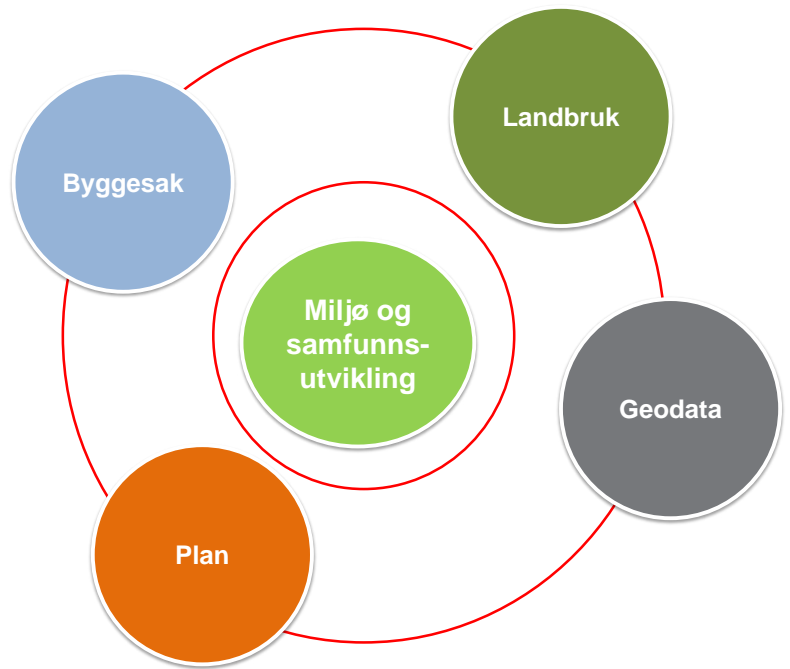 Landbruk
Byggesak
Miljø og
samfunns-
utvikling
Geodata
Plan